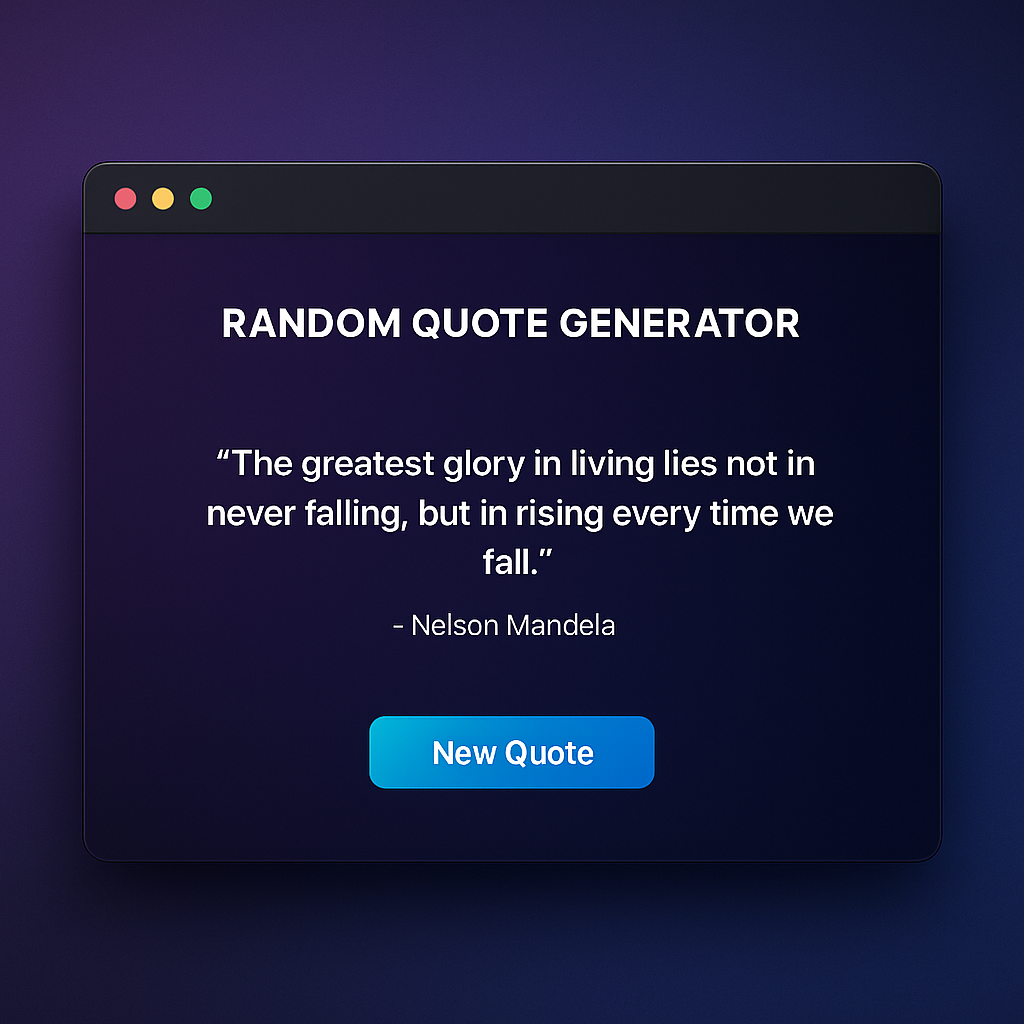 RANDOM QUOTE GENERATOR
“The greatest glory in living lies not in
never falling, but in rising every time we
fall.”
- Nelson Mandela
New Quote